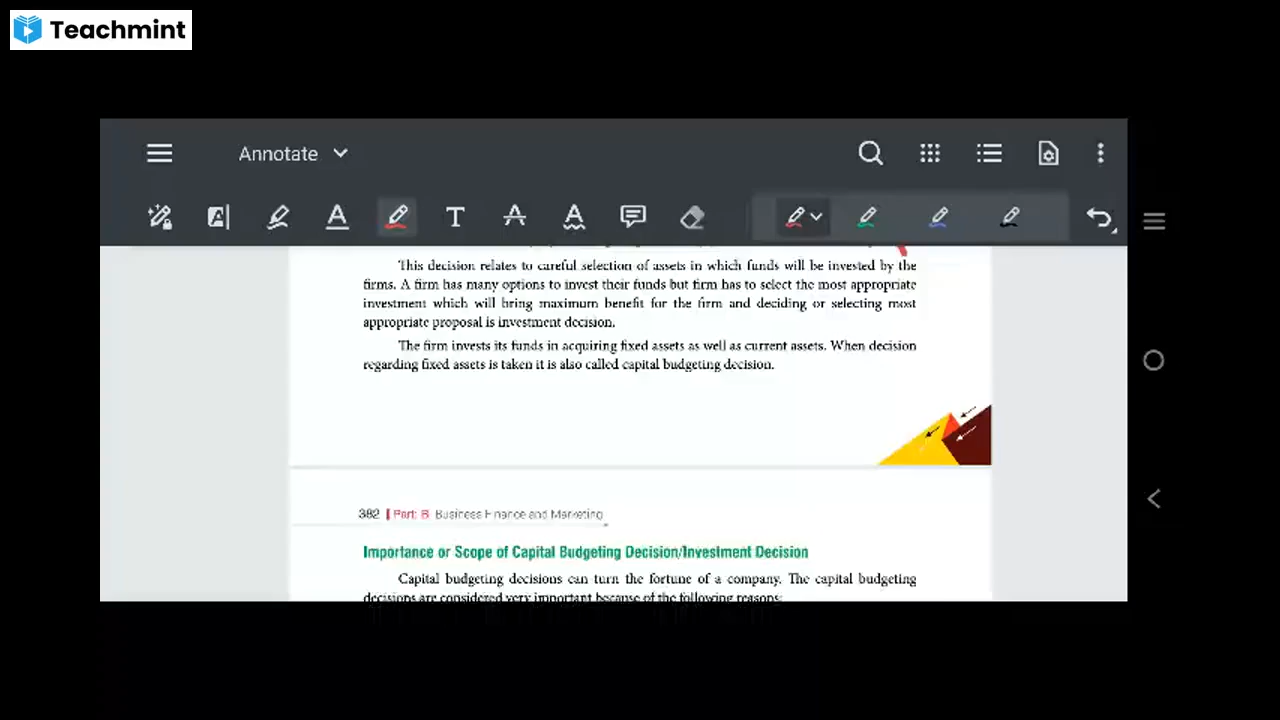 Teachmint
Annotate
This decision relates to careful selection of assets in which funds will be invested by the
firms. A firm has many options to invest their funds but firm has to select the most appropriate
investment which will bring maximum benefit for the firm and deciding or selecting most
appropriate proposal is investment decision.
The firm invests its funds in acquiring fixed assets as well as current assets. When decision
regarding fixed assets is taken it is also called capital budgeting decision.
382 Part: B Business Finance and Marketing
Importance or Scope of Capital Budgeting Decision/Investment Decision
Capital budgeting decisions can turn the fortune of a company. The capital budgeting
decisions are considered very important because of the following reasons: